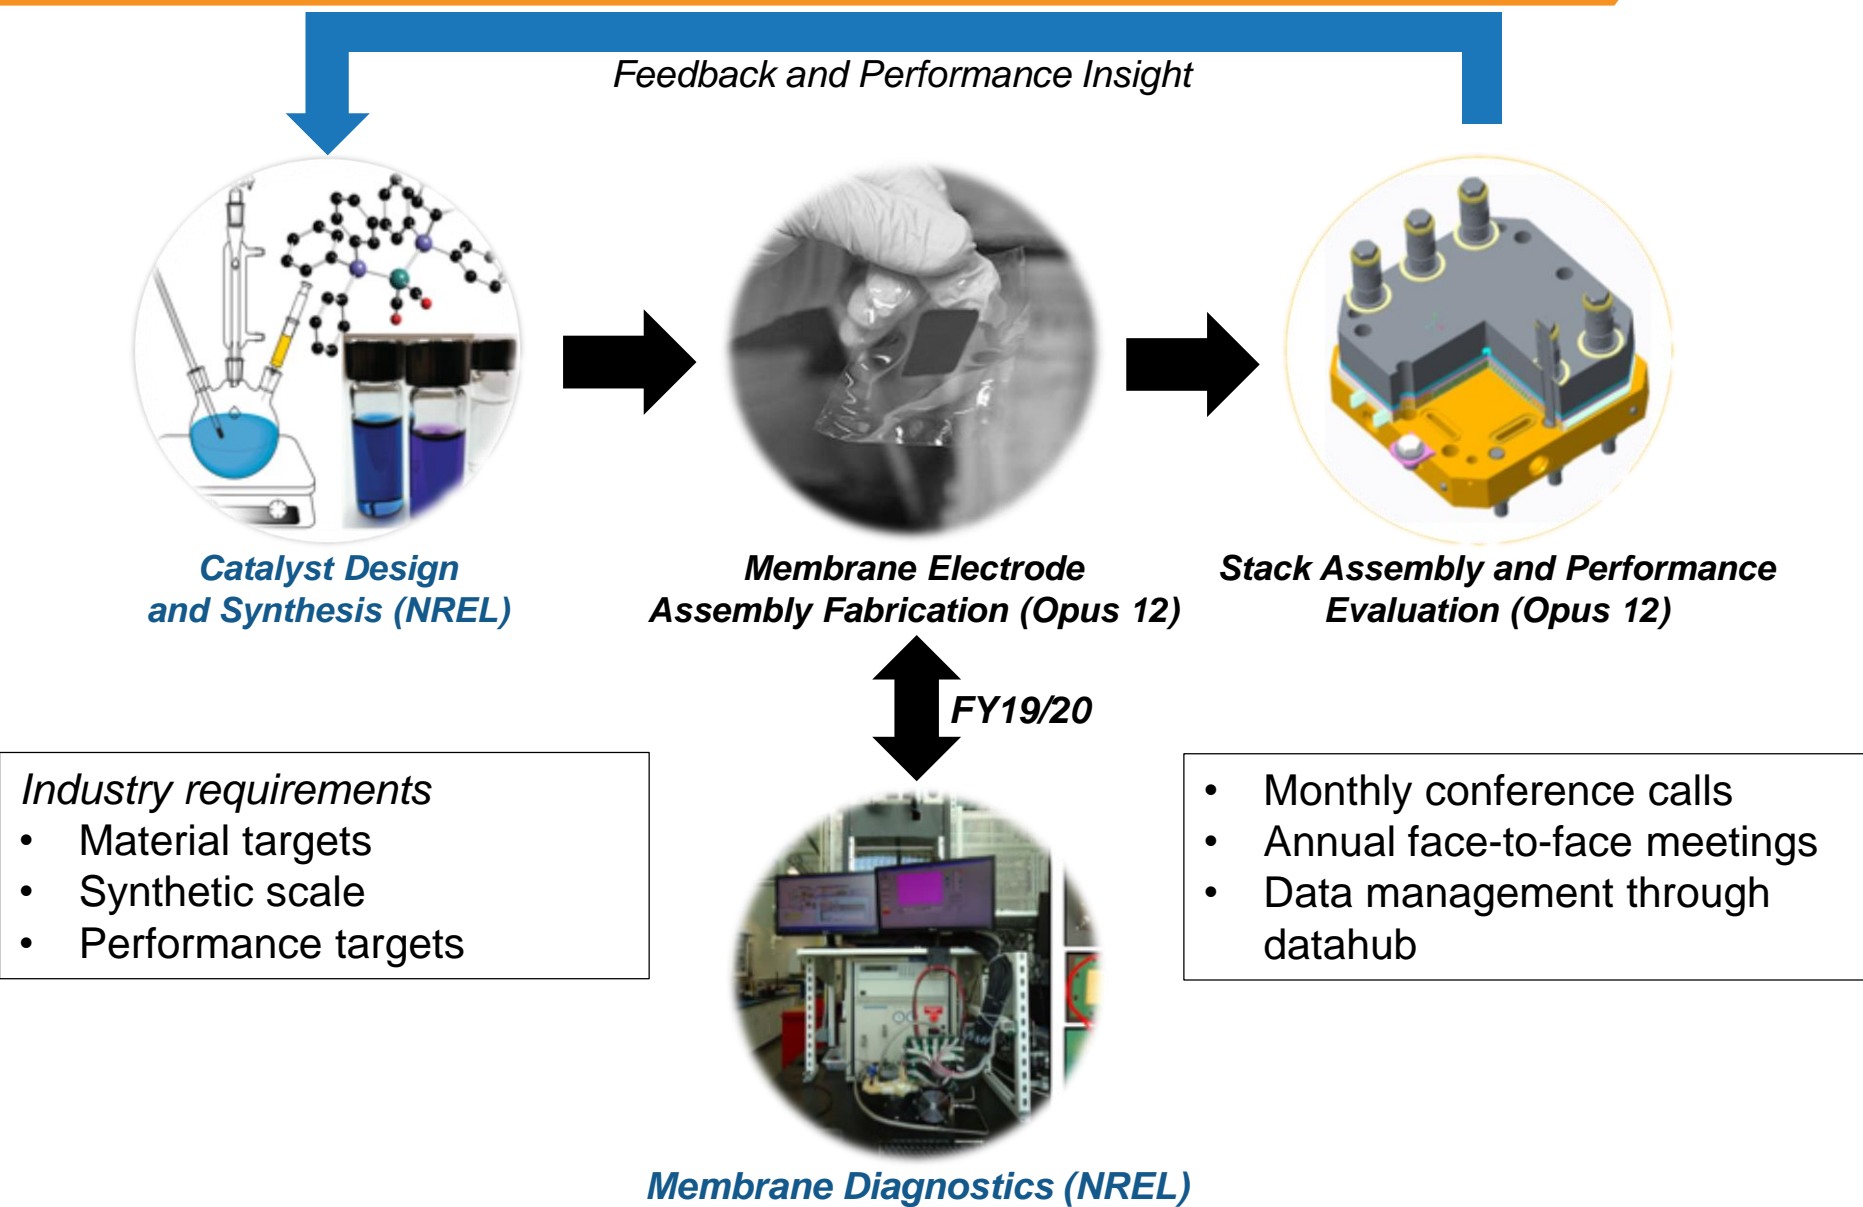 Feedback and Performance Insight
Catalyst Design
and Synthesis (NREL)
Membrane Electrode
Assembly Fabrication (Opus 12)
Stack Assembly and Performance
Evaluation (Opus 12)
FY19/20
Industry requirements
• Material targets
• Synthetic scale
• Performance targets
• Monthly conference calls
• Annual face-to-face meetings
• Data management through
datahub
Membrane Diagnostics (NREL)